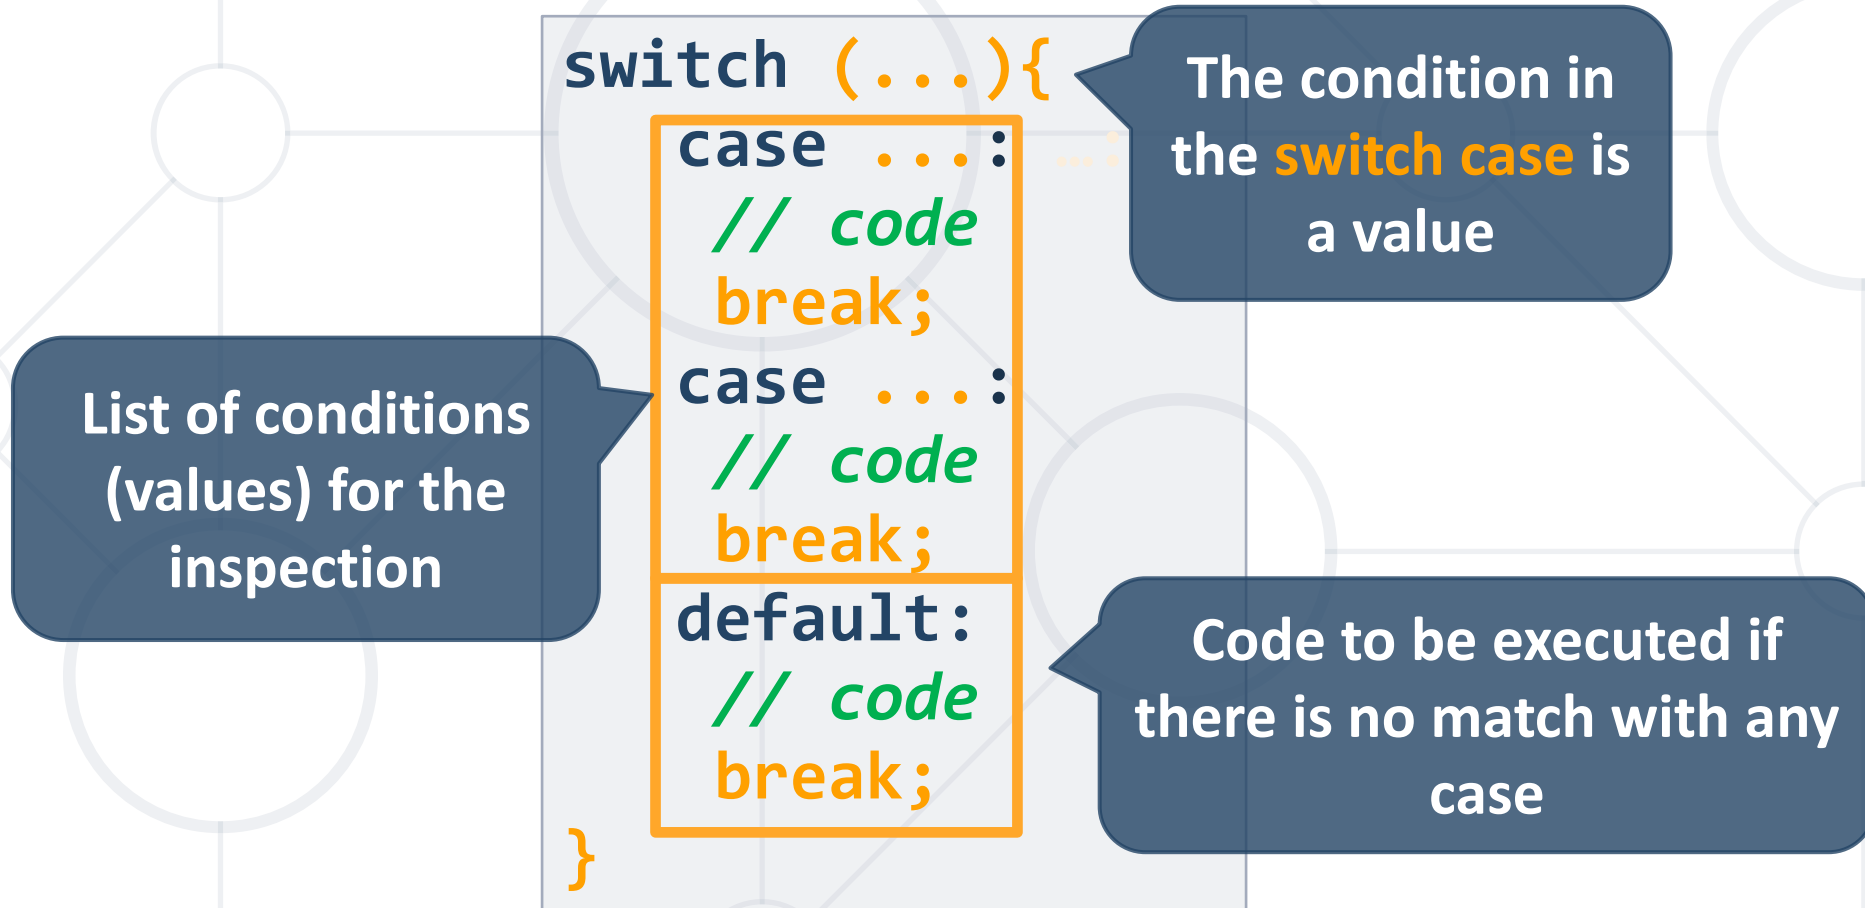 switch (...){
case ...: ...:
// code
break;
case ...:
// code
break;
default:
// code
break;
}
The condition in
the switch case is
a value
List of conditions
(values) for the
inspection
Code to be executed if
there is no match with any
case